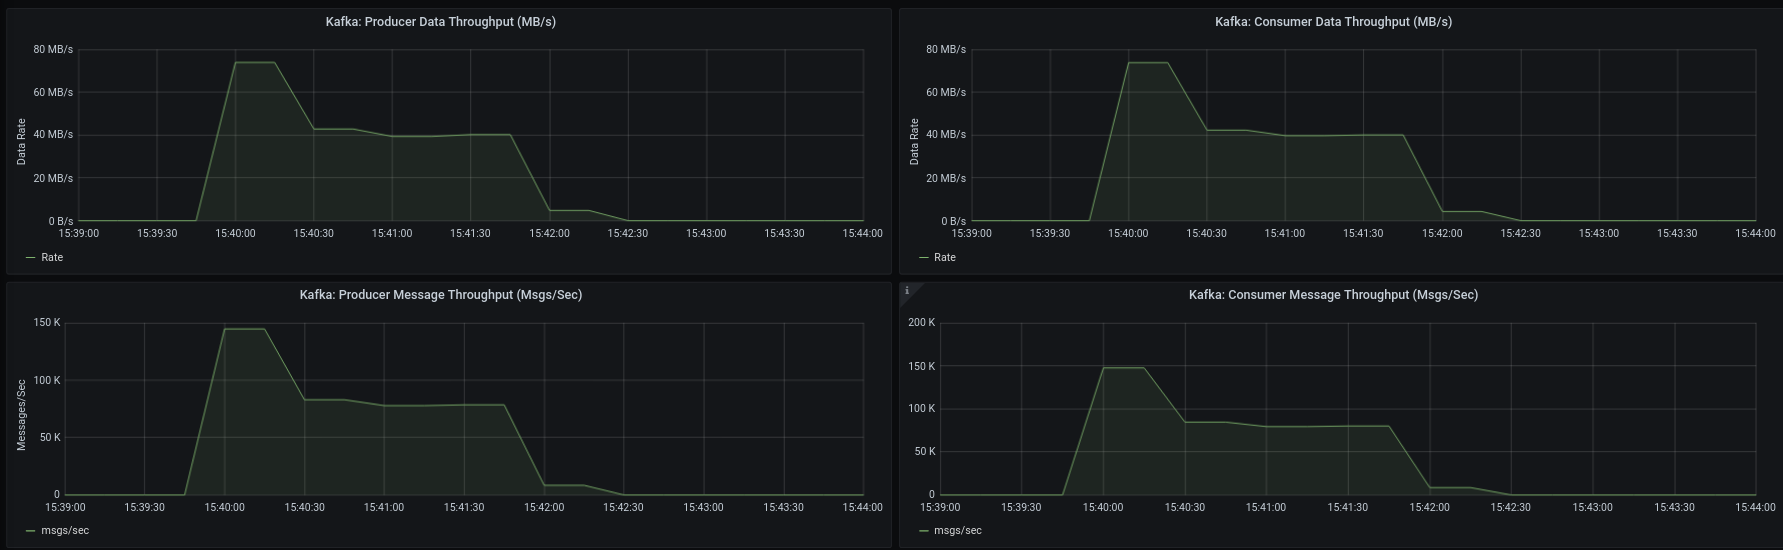 Kafka: Producer Data Throughput (MB/s)
80 MB/s
60 MB/s
40 MB/s
20 MB/s
0 B/s
Data Rate
15:39:00 15:39:30 15:40:00 15:40:30 15:41:00 15:41:30 15:42:00 15:42:30 15:43:00 15:43:30 15:44:00
Rate
Kafka: Consumer Data Throughput (MB/s)
80 MB/s
60 MB/s
40 MB/s
20 MB/s
0 B/s
Data Rate
15:39:00 15:39:30 15:40:00 15:40:30 15:41:00 15:41:30 15:42:00 15:42:30 15:43:00 15:43:30 15:44:00
Rate
Kafka: Producer Message Throughput (Msgs/Sec)
150 K
100 K
50 K
0
Messages/Sec
15:39:00 15:39:30 15:40:00 15:40:30 15:41:00 15:41:30 15:42:00 15:42:30 15:43:00 15:43:30 15:44:00
msgs/sec
i
Kafka: Consumer Message Throughput (Msgs/Sec)
200 K
150 K
100 K
50 K
0
15:39:00 15:39:30 15:40:00 15:40:30 15:41:00 15:41:30 15:42:00 15:42:30 15:43:00 15:43:30 15:44:00
msgs/sec